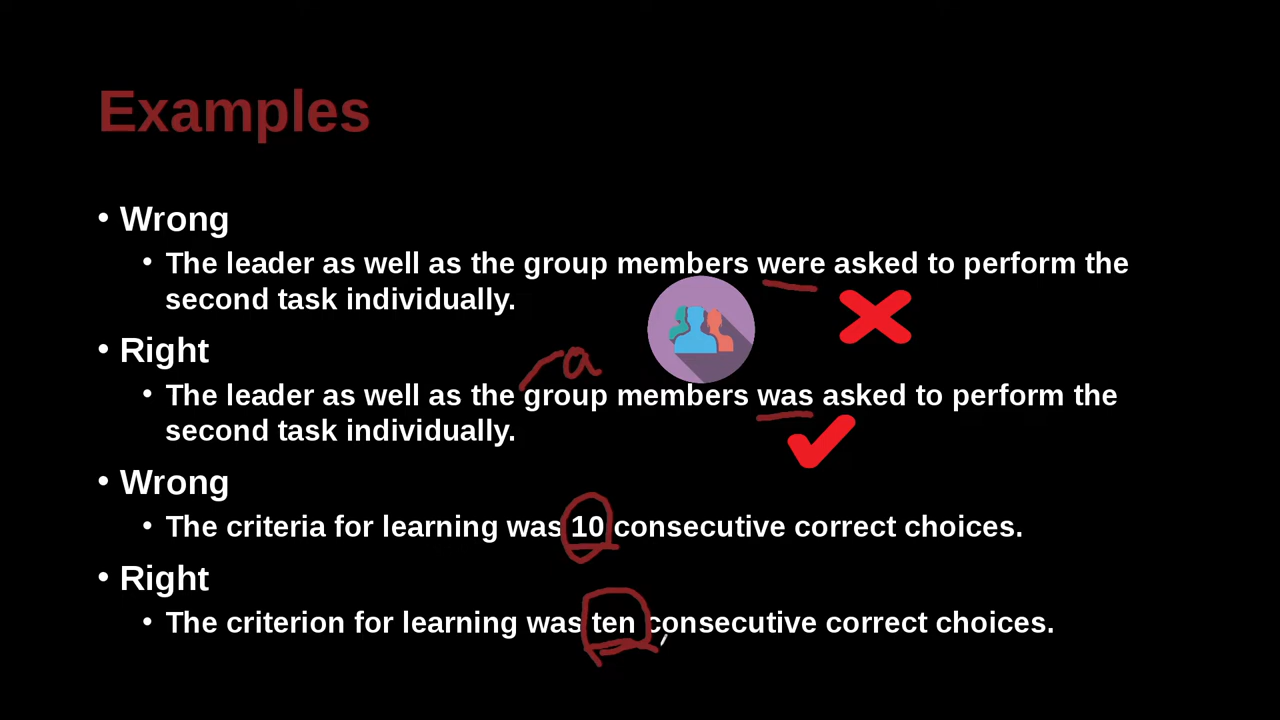 Examples
• Wrong
• The leader as well as the group members were asked to perform the
second task individually.
• Right
a
• The leader as well as the group members was asked to perform the
second task individually.
• Wrong
• The criteria for learning was 10 consecutive correct choices.
• Right
• The criterion for learning was ten consecutive correct choices.